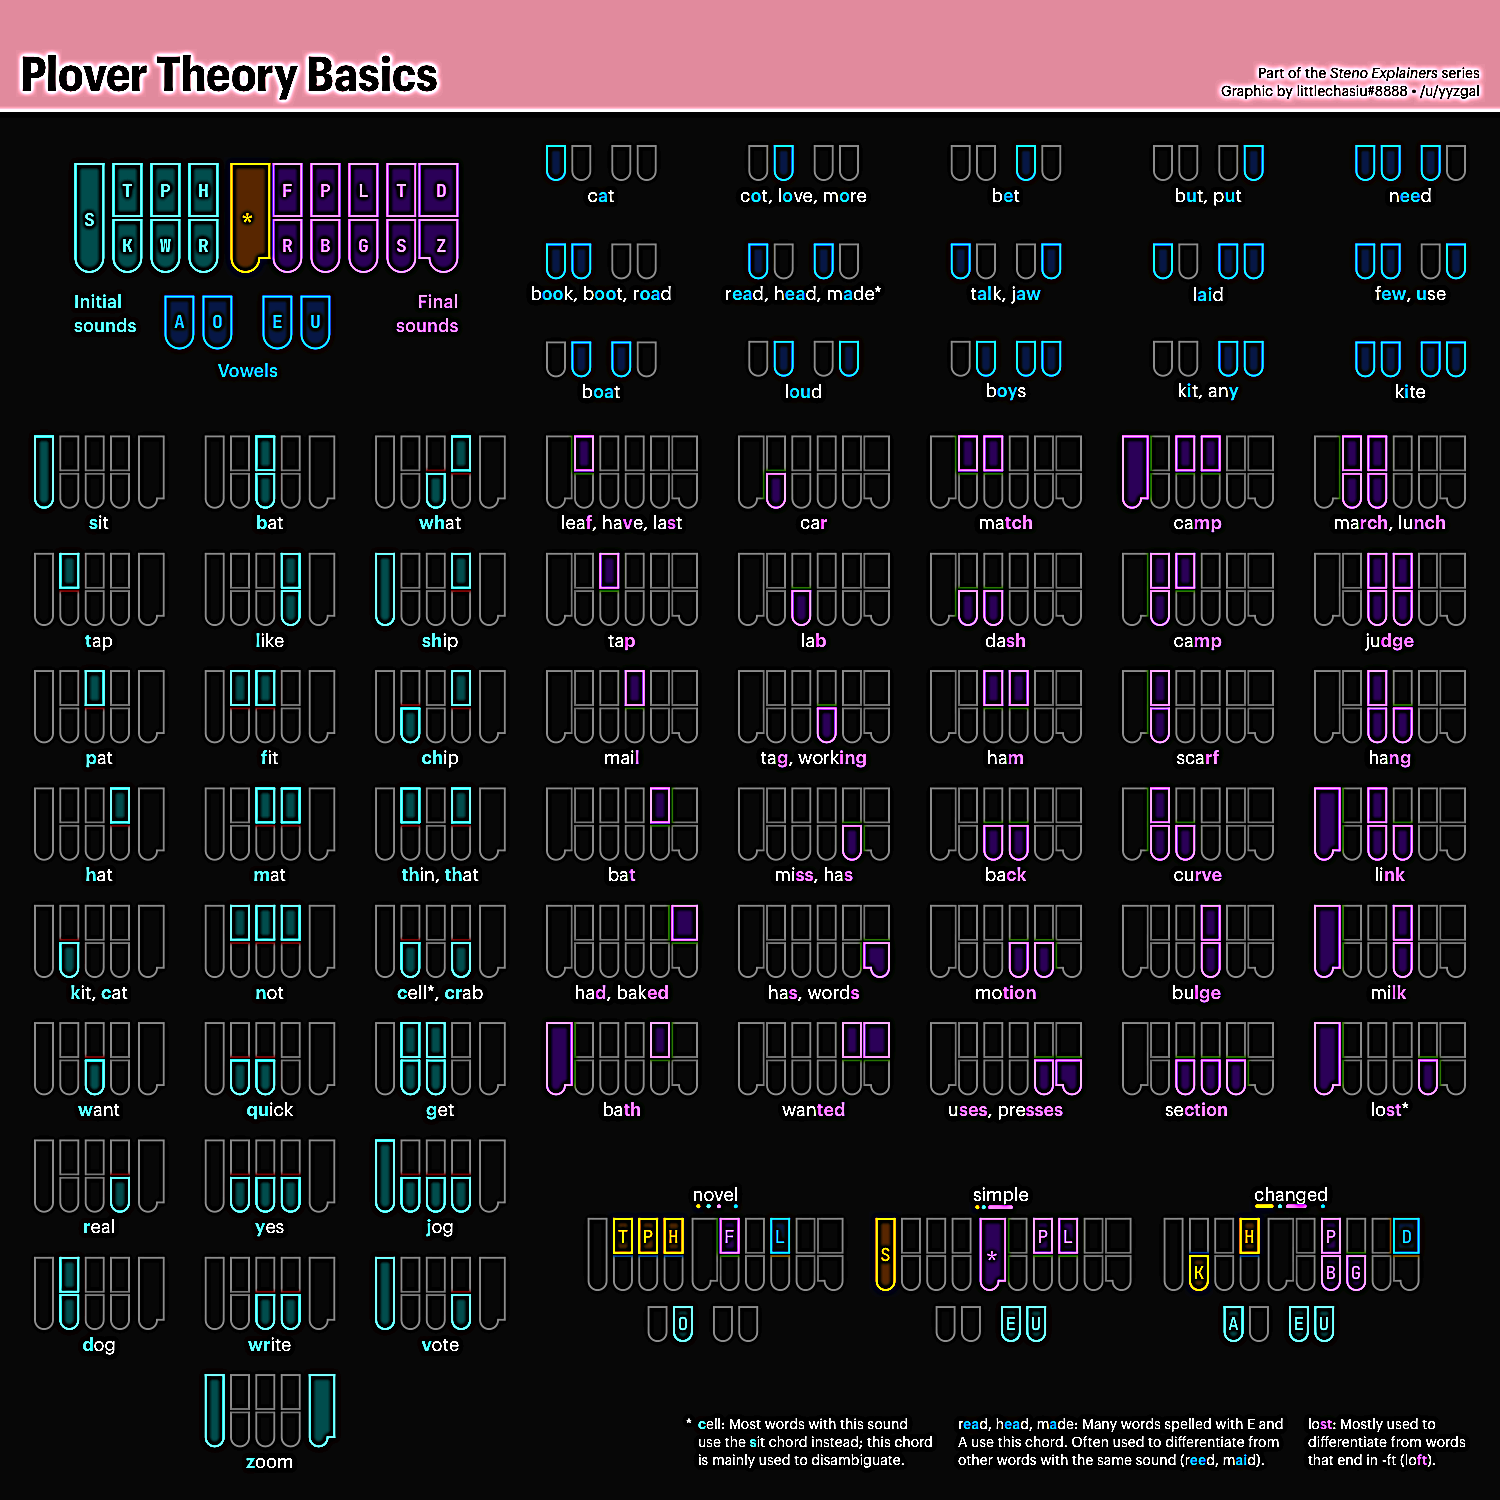 Plover Theory Basics
Part of the Steno Explainers series
Graphic by littlechasiu#8888 • /u/yyzgal
S T P H * F P L T D
K W R R B G S Z
Initial
sounds
A O E U
Final
sounds
Vowels
cat
cot, love, more
bet
but, put
need
book, boot, road
read, head, made*
talk, jaw
laid
few, use
boat
loud
boys
kit, any
kite
sit
bat
what
leaf, have, last
car
match
camp
march, lunch
tap
like
ship
tap
lab
dash
camp
judge
pat
fit
chip
mail
tag, working
ham
scarf
hang
hat
mat
thin, that
bat
miss, has
back
curve
link
kit, cat
not
cell*, crab
had, baked
has, words
motion
bulge
milk
want
quick
get
bath
wanted
uses, presses
section
lost*
real
yes
jog
dog
write
vote
zoom
novel
T P H F L
O
simple
S * P L
E U
changed
H P D
K B G
A E U
* cell: Most words with this sound
use the sit chord instead; this chord
is mainly used to disambiguate.
read, head, made: Many words spelled with E and
A use this chord. Often used to differentiate from
other words with the same sound (reed, maid).
lost: Mostly used to
differentiate from words
that end in -ft (loft).